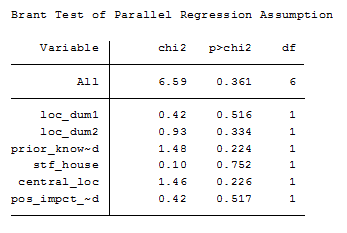 Brant Test of Parallel Regression Assumption
Variable chi2 p>chi2 df
All 6.59 0.361 6
loc_dum1 0.42 0.516 1
loc_dum2 0.93 0.334 1
prior_know~d 1.48 0.224 1
stf_house 0.10 0.752 1
central_loc 1.46 0.226 1
pos_impct_~d 0.42 0.517 1